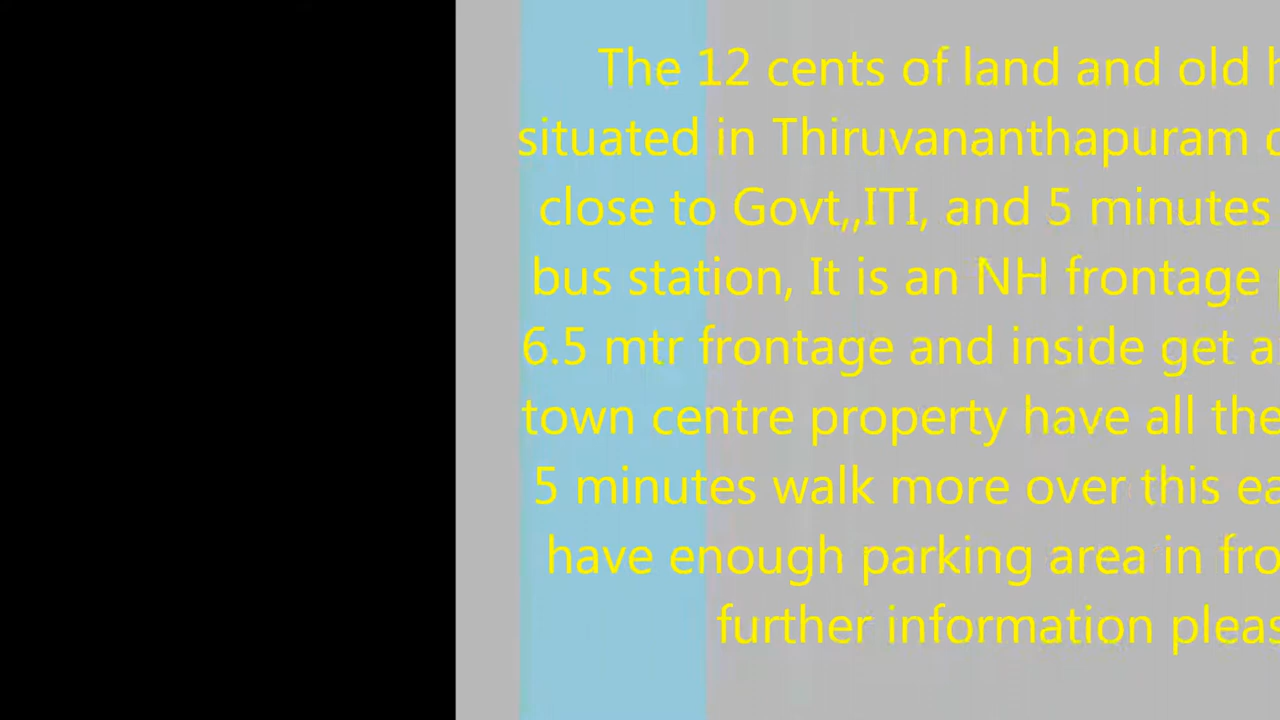 The 12 cents of land and old
situated in Thiruvananthapuram
close to Govt,,ITI, and 5 minutes
bus station, It is an NH frontage
6.5 mtr frontage and inside get
town centre property have all the
5 minutes walk more over this
have enough parking area in
further information